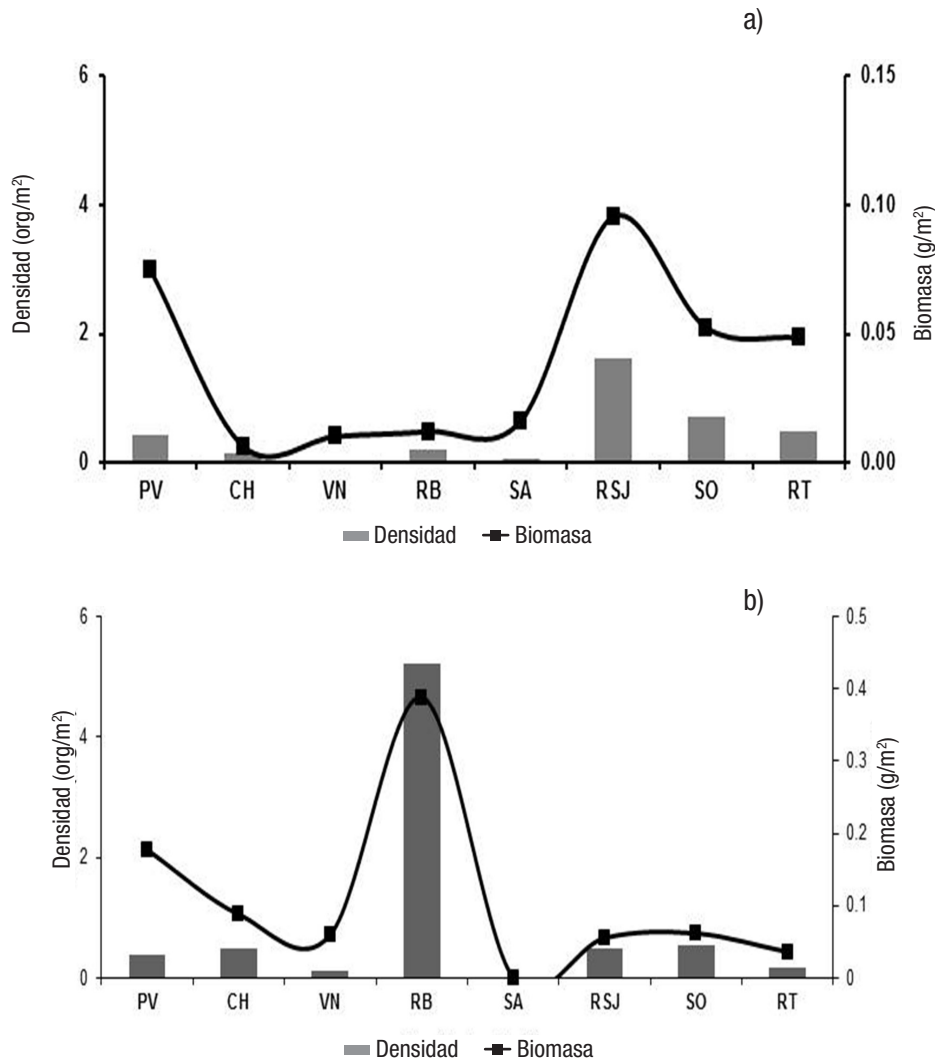 a)
6
4
2
0
Densidad (org/m²)
0.15
0.10
0.05
0.00
Biomasa (g/m²)
PV CH VN RB SA RSJ SO RT
Densidad Biomasa
b)
6
4
2
0
Densidad (org/m²)
0.5
0.4
0.3
0.2
0.1
0
Biomasa (g/m²)
PV CH VN RB SA RSJ SO RT
Densidad Biomasa